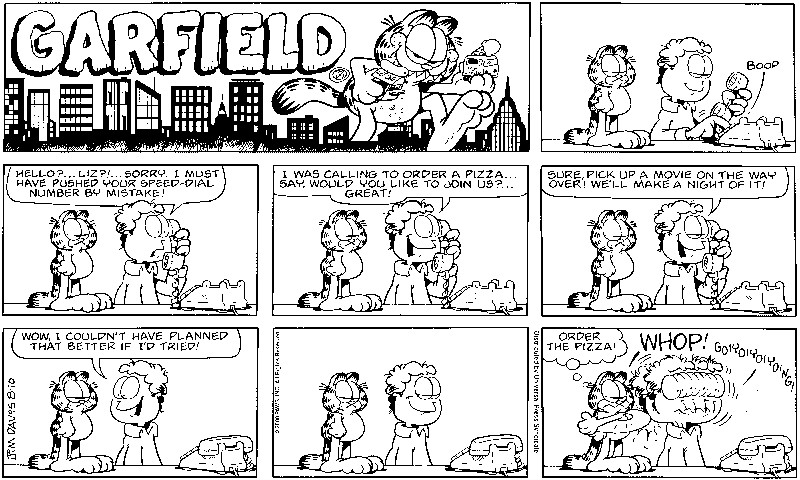 GARFIELD
BOOP
HELLO?... LIZ?!... SORRY. I MUST
HAVE PUSHED YOUR SPEED-DIAL
NUMBER BY MISTAKE!
I WAS CALLING TO ORDER A PIZZA...
SAY, WOULD YOU LIKE TO JOIN US?...
GREAT!
SURE, PICK UP A MOVIE ON THE WAY
OVER! WE'LL MAKE A NIGHT OF IT!
WOW, I COULDN'T HAVE PLANNED
THAT BETTER IF I'D TRIED!
JIM DAVIS 8-10
ORDER
THE PIZZA!
WHOP!